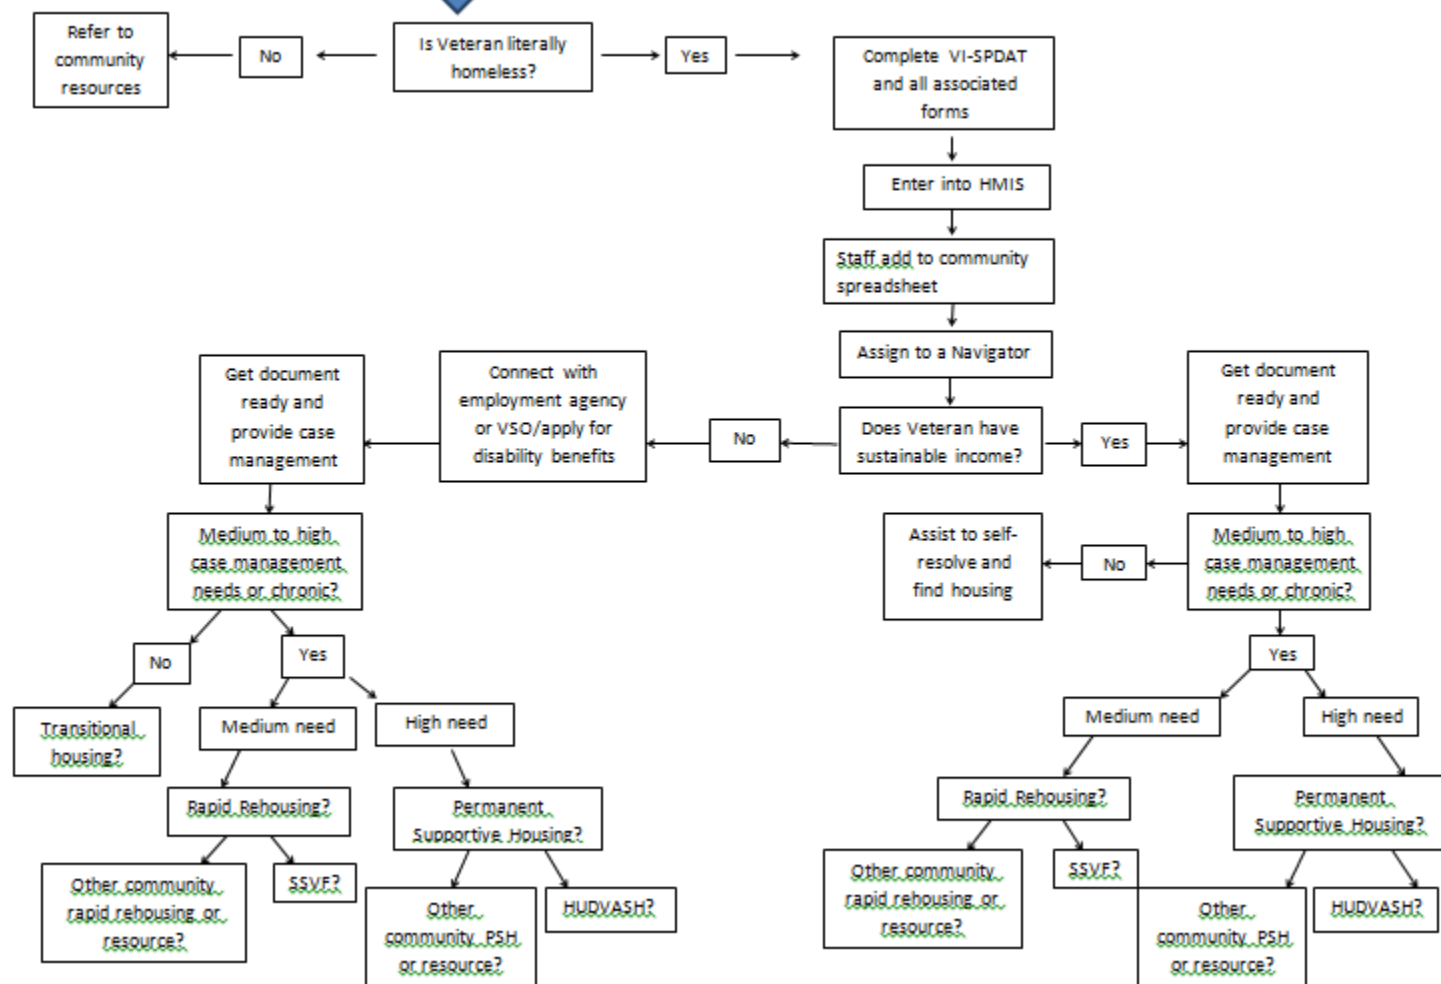 Refer to
community
resources
No
Is Veteran literally
homeless?
Yes
Complete VI-SPDAT
and all associated
forms
Enter into HMIS
Staff add to community
spreadsheet
Assign to a Navigator
Does Veteran have
sustainable income?
No
Connect with
employment agency
or VSO/apply for
disability benefits
Get document
ready and
provide case
management
Medium to high
case management
needs or chronic?
No
Transitional
housing?
Yes
Medium need
Rapid Rehousing?
Other community
rapid rehousing or
resource?
SSVF?
High need
Permanent
Supportive Housing?
Other
community PSH
or resource?
HUDVASH?
Yes
Get document
ready and
provide case
management
Medium to high
case management
needs or chronic?
No
Assist to self-
resolve and
find housing
Yes
Medium need
Rapid Rehousing?
Other community
rapid rehousing or
resource?
SSVF?
High need
Permanent
Supportive Housing?
Other
community PSH
or resource?
HUDVASH?